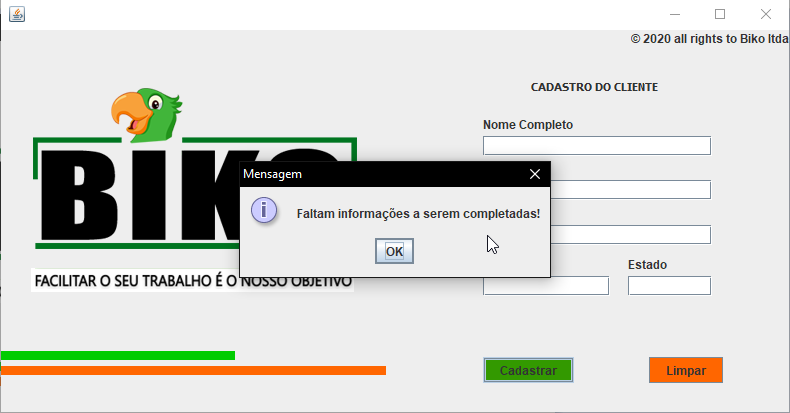 © 2020 all rights to Biko ltda
CADASTRO DO CLIENTE
Nome Completo
BIK
Mensagem
Faltam informações a serem completadas!
OK
Estado
FACILITAR O SEU TRABALHO É O NOSSO OBJETIVO
Cadastrar
Limpar